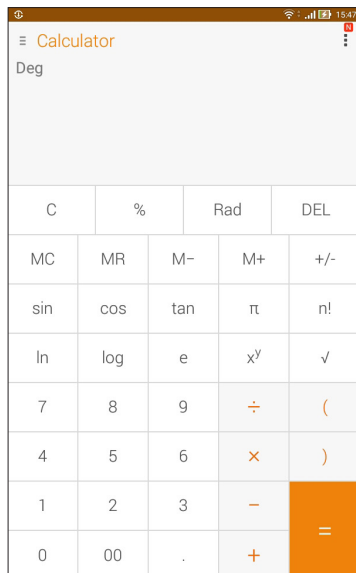 15:47
N
Calculator
Deg
C % Rad DEL
MC MR M− M+ +/-
sin cos tan π n!
ln log e xʸ √
7 8 9 ÷ (
4 5 6 × )
1 2 3 −
0 00 . + =